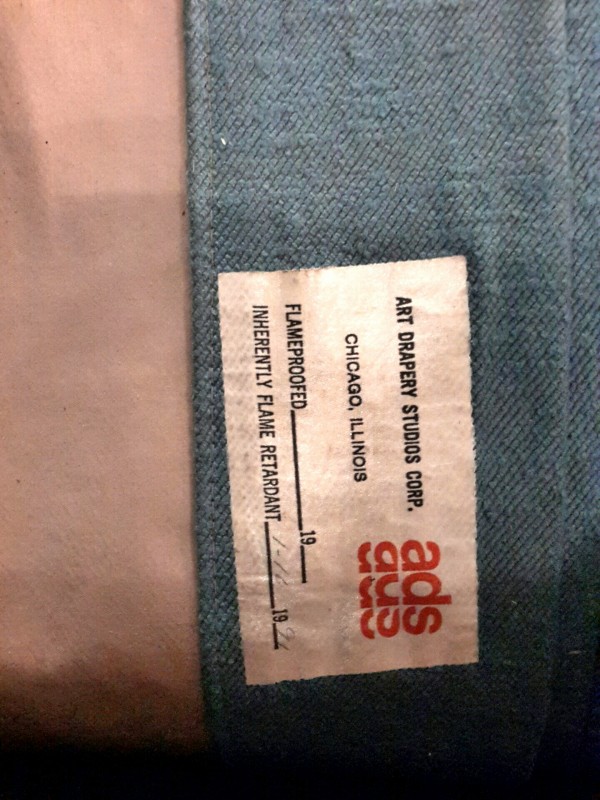 ART DRAPERY STUDIOS CORP.
ads
CHICAGO, ILLINOIS
FLAMEPROOFED 19
INHERENTLY FLAME RETARDANT 19